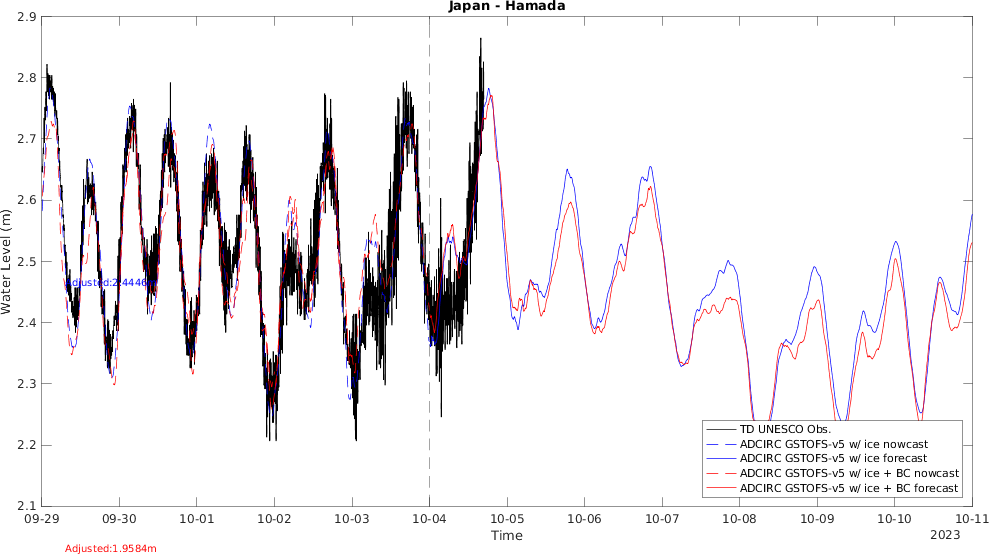 Japan - Hamada
Water Level (m)
2.9
2.8
2.7
2.6
2.5
2.4
2.3
2.2
2.1
Adjusted:2.4446m
TD UNESCO Obs.
ADCIRC GSTOFS-v5 w/ ice nowcast
ADCIRC GSTOFS-v5 w/ ice forecast
ADCIRC GSTOFS-v5 w/ ice + BC nowcast
ADCIRC GSTOFS-v5 w/ ice + BC forecast
09-29 09-30 10-01 10-02 10-03 10-04 10-05 10-06 10-07 10-08 10-09 10-10 10-11
Time
2023
Adjusted:1.9584m